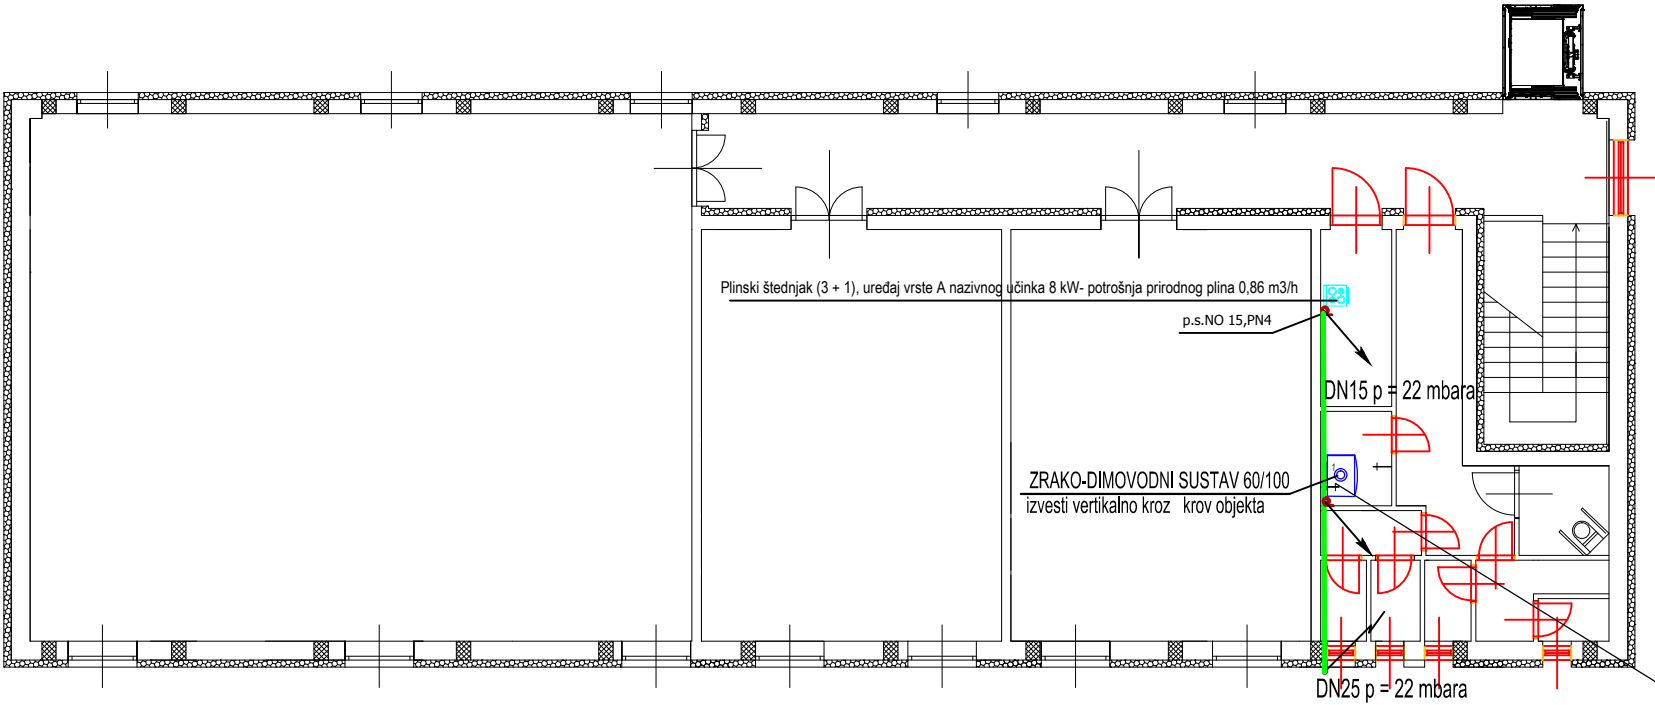 Plinski štednjak (3 + 1), uređaj vrste A nazivnog učinka 8 kW- potrošnja prirodnog plina 0,86 m3/h
p.s.NO 15,PN4
DN15 p = 22 mbara
ZRAKO-DIMOVODNI SUSTAV 60/100
izvesti vertikalno kroz krov objekta
DN25 p = 22 mbara